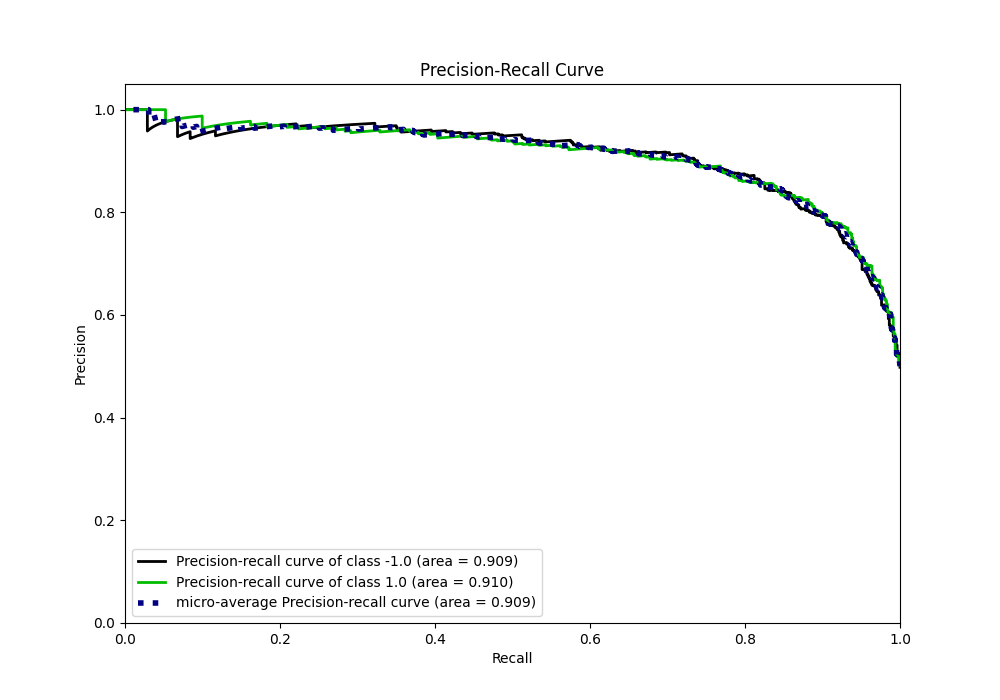 Precision-Recall Curve
1.0
0.8
0.6
0.4
0.2
0.0
Precision
Precision-recall curve of class -1.0 (area = 0.909)
Precision-recall curve of class 1.0 (area = 0.910)
micro-average Precision-recall curve (area = 0.909)
0.0 0.2 0.4 0.6 0.8 1.0
Recall